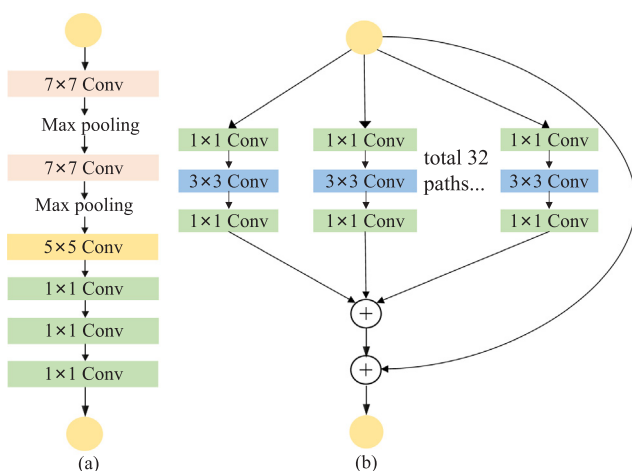 7×7 Conv
Max pooling
7×7 Conv
Max pooling
5×5 Conv
1×1 Conv
1×1 Conv
1×1 Conv
(a)
1×1 Conv
3×3 Conv
1×1 Conv
1×1 Conv
3×3 Conv
1×1 Conv
total 32
paths...
1×1 Conv
3×3 Conv
1×1 Conv
+
+
(b)